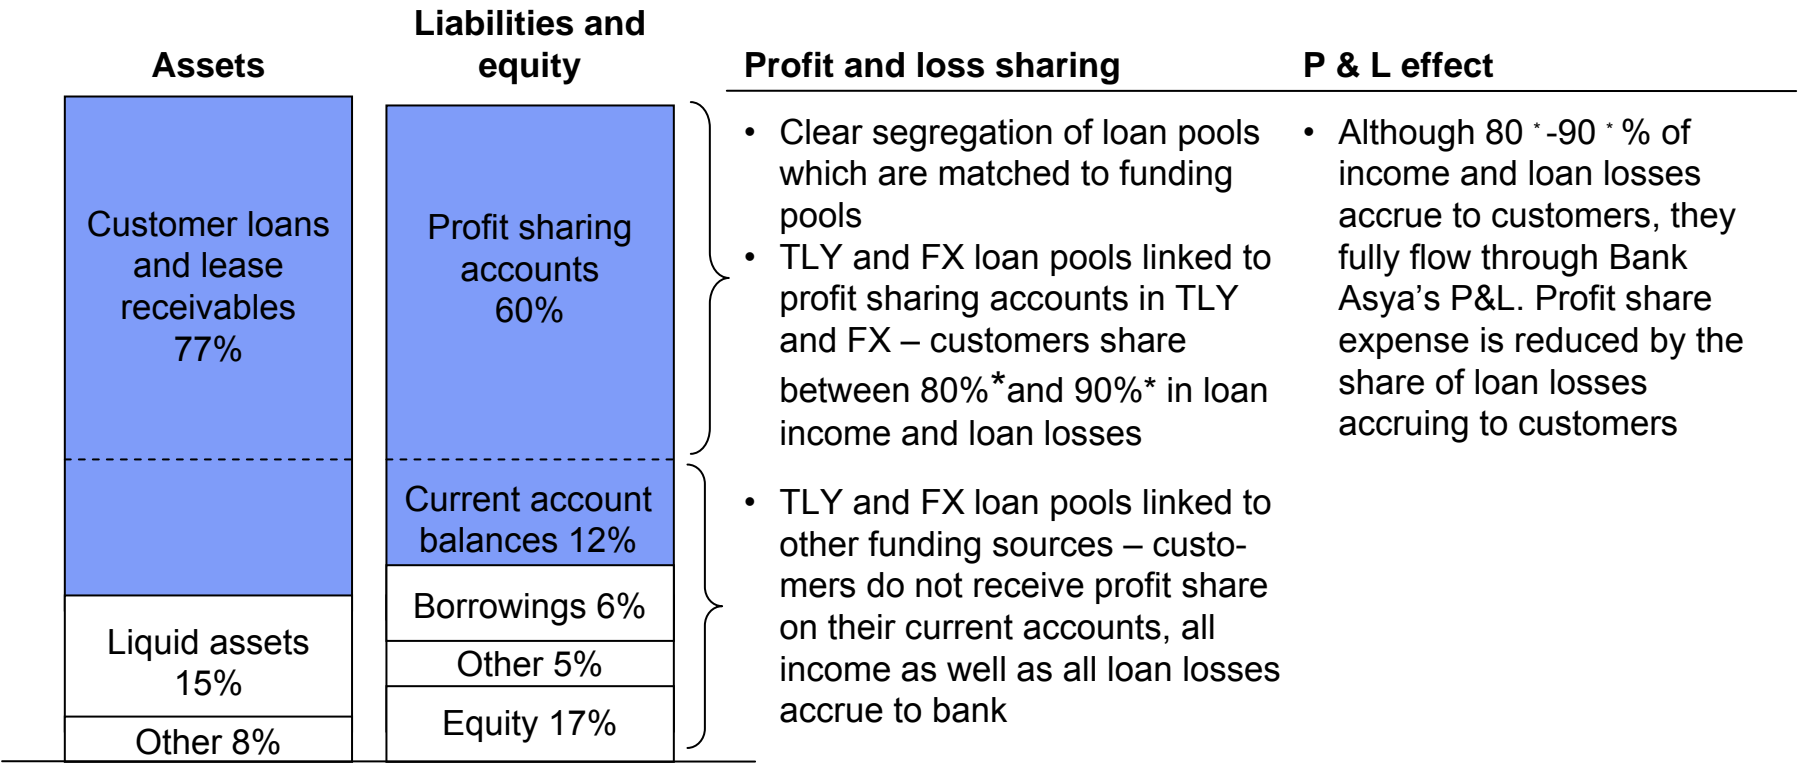 Assets
Liabilities and
equity
Profit and loss sharing
P & L effect
Customer loans
and lease
receivables
77%
Liquid assets
15%
Other 8%
Profit sharing
accounts
60%
Current account
balances 12%
Borrowings 6%
Other 5%
Equity 17%
• Clear segregation of loan pools
which are matched to funding
pools
• TLY and FX loan pools linked to
profit sharing accounts in TLY
and FX – customers share
between 80%*and 90%* in loan
income and loan losses
• TLY and FX loan pools linked to
other funding sources – custo-
mers do not receive profit share
on their current accounts, all
income as well as all loan losses
accrue to bank
• Although 80 * -90 * % of
income and loan losses
accrue to customers, they
fully flow through Bank
Asya’s P&L. Profit share
expense is reduced by the
share of loan losses
accruing to customers